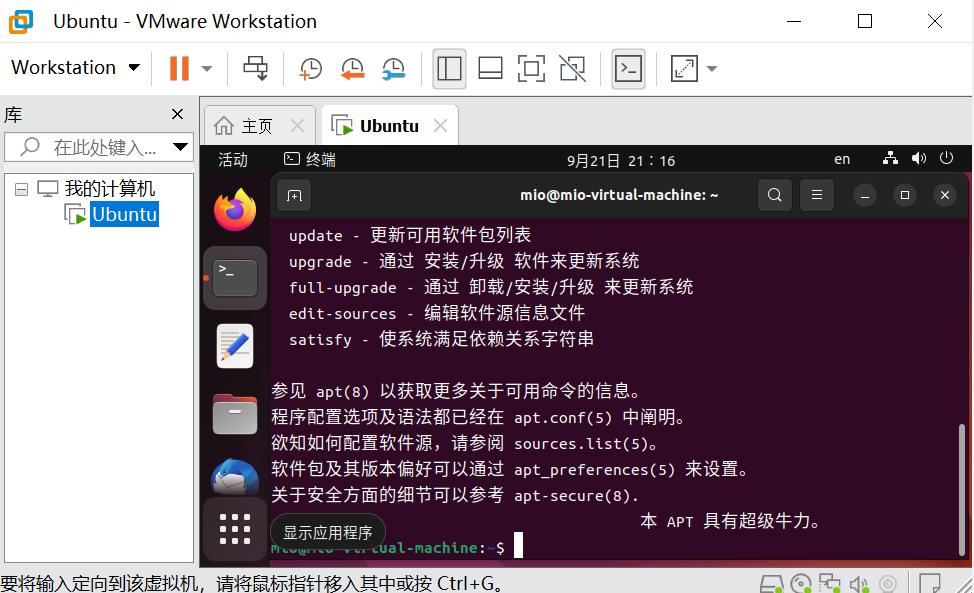 Ubuntu - VMware Workstation
Workstation
库
主页
Ubuntu
在此处键入...
我的计算机
Ubuntu
活动
终端
9月21日 21：16
en
mio@mio-virtual-machine: ~
update - 更新可用软件包列表
upgrade - 通过 安装/升级 软件来更新系统
full-upgrade - 通过 卸载/安装/升级 来更新系统
edit-sources - 编辑软件源信息文件
satisfy - 使系统满足依赖关系字符串
参见 apt(8) 以获取更多关于可用命令的信息。
程序配置选项及语法都已经在 apt.conf(5) 中阐明。
欲知如何配置软件源，请参阅 sources.list(5)。
软件包及其版本偏好可以通过 apt_preferences(5) 来设置。
关于安全方面的细节可以参考 apt-secure(8).
本 APT 具有超级牛力。
显示应用程序
mio@mio-virtual-machine:~$
要将输入定向到该虚拟机，请将鼠标指针移入其中或按 Ctrl+G。